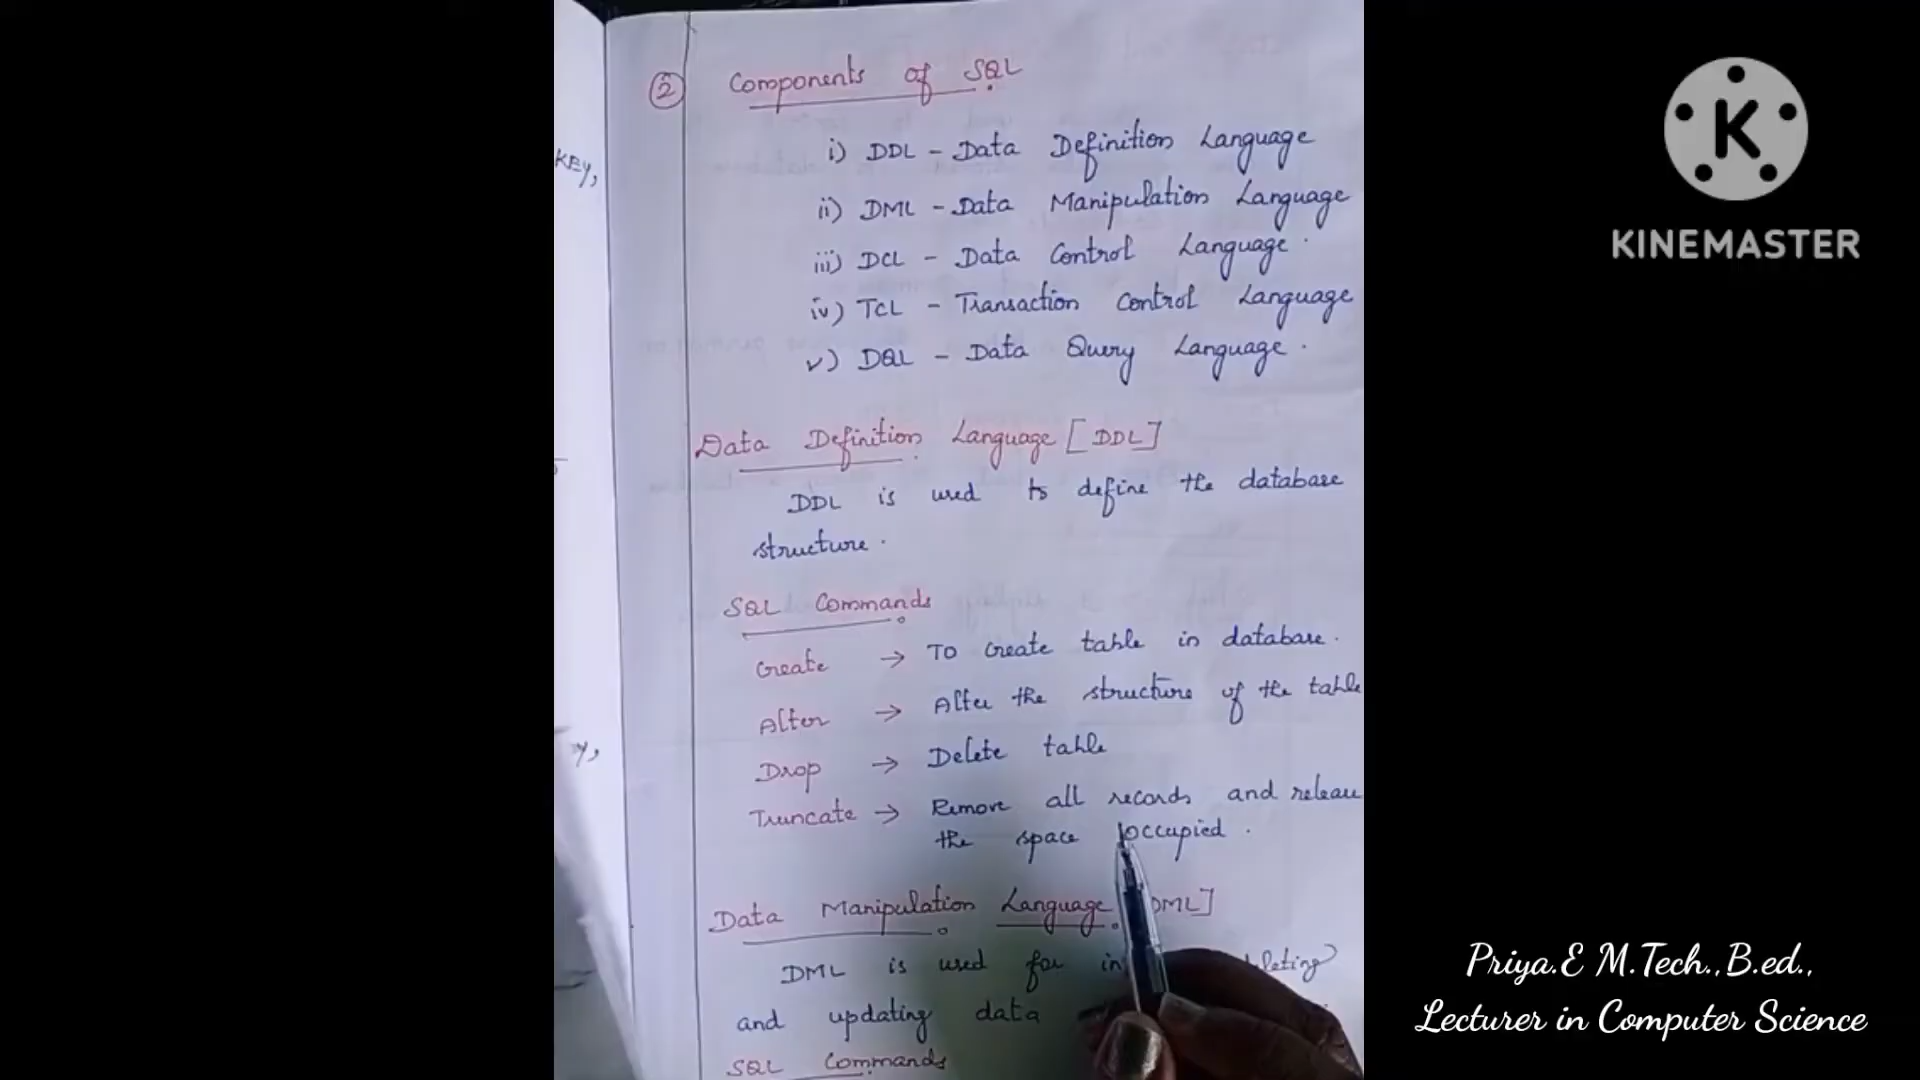 ② Components of SQL
i) DDL - Data Definition Language
KEY,
ii) DML - Data Manipulation Language
iii) DCL - Data Control Language.
iv) TCL - Transaction Control Language
v) DQL - Data Query Language.
Data Definition Language [DDL]
DDL is used to define the database
structure.
SQL Commands
Create → To Create table in database.
Alter → Alter the structure of the table
y,
Drop → Delete table
Truncate → Remove all records and release
the space occupied.
Data Manipulation Language DML]
DML is used for
and updating data
SQL Commands
K
KINEMASTER
Priya.E M.Tech.,B.ed.,
Lecturer in Computer Science